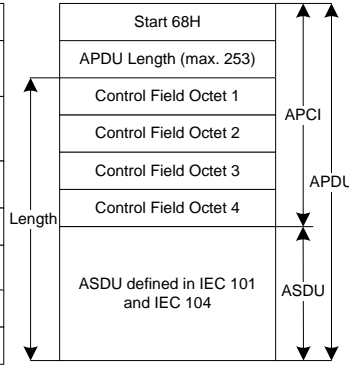 Start 68H
APDU Length (max. 253)
Control Field Octet 1
Control Field Octet 2
Control Field Octet 3
Control Field Octet 4
ASDU defined in IEC 101
and IEC 104
Length
APCI
APDU
ASDU